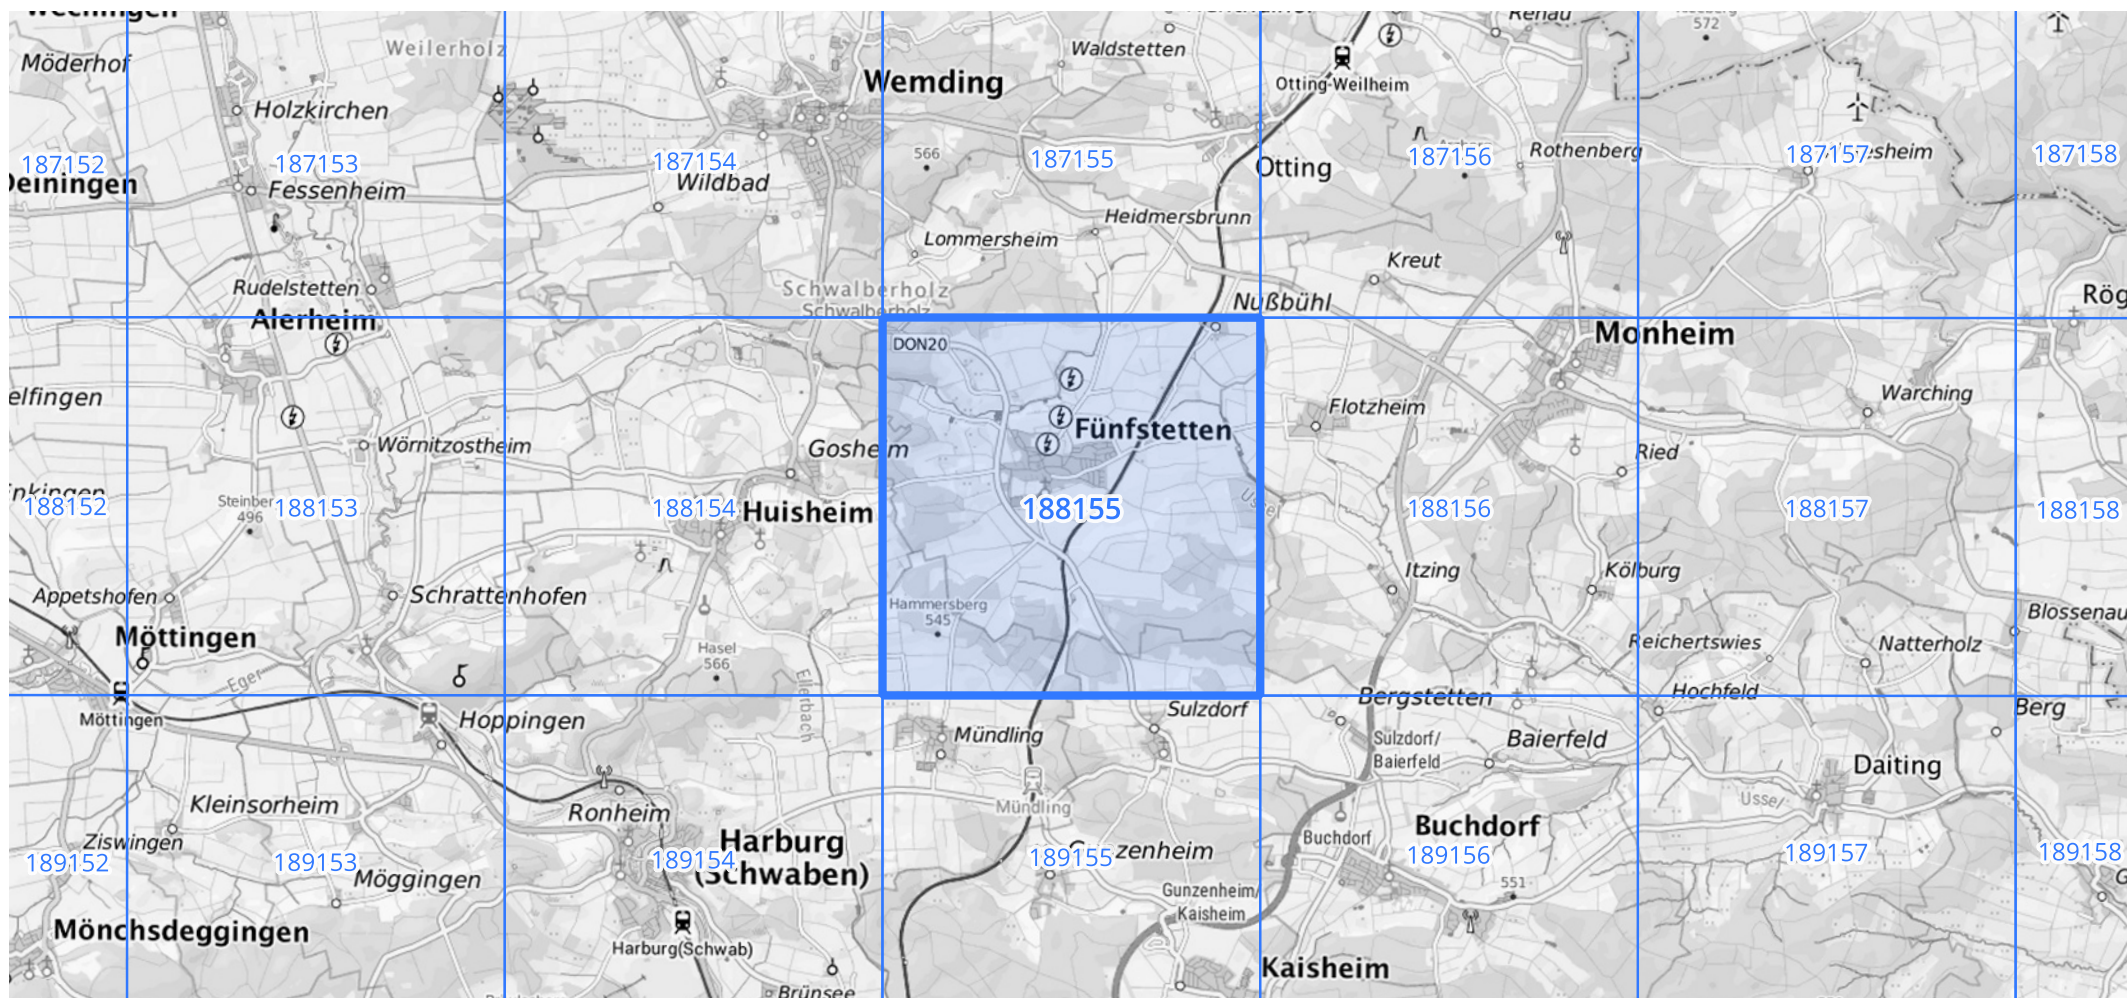 Weilerholz
Waldstetten
Möderhof
Wemding
Otting-Weilheim
572
Holzkirchen
187152
187153
187154
566
187155
187156
Rothenberg
187157
187158
Deiningen
Fessenheim
Wildbad
Otting
Heidmersbrunn
Lommersheim
Kreut
Rudelstetten
Schwalberholz
Schwalberholz
Nußbühl
Rög
Alerheim
DON20
Monheim
elfingen
Flotzheim
Warching
Wörnitzostheim
Gosheim
Fünfstetten
Ried
188152
Steinber
496
188153
188154
Huisheim
188155
188156
188157
188158
Appetshofen
Schrattenhofen
Hammersberg
545
Itzing
Kölburg
Blossenau
Möttingen
Hasel
566
Reichertswies
Natterholz
Eger
Ellerbach
Bergstetten
Hochfeld
Möttingen
Hoppingen
Mündling
Sulzdorf
Sulzdorf/
Baierfeld
Baierfeld
Berg
Daiting
Kleinsorheim
Ronheim
Mündling
Ziswingen
Harburg
(Schwaben)
Buchdorf
Buchdorf
189152
189153
189154
189155
189156
189157
189158
Möggingen
551
Gunzenheim/
Kaisheim
Mönchsdeggingen
Harburg(Schwab)
Kaisheim
Brünsee